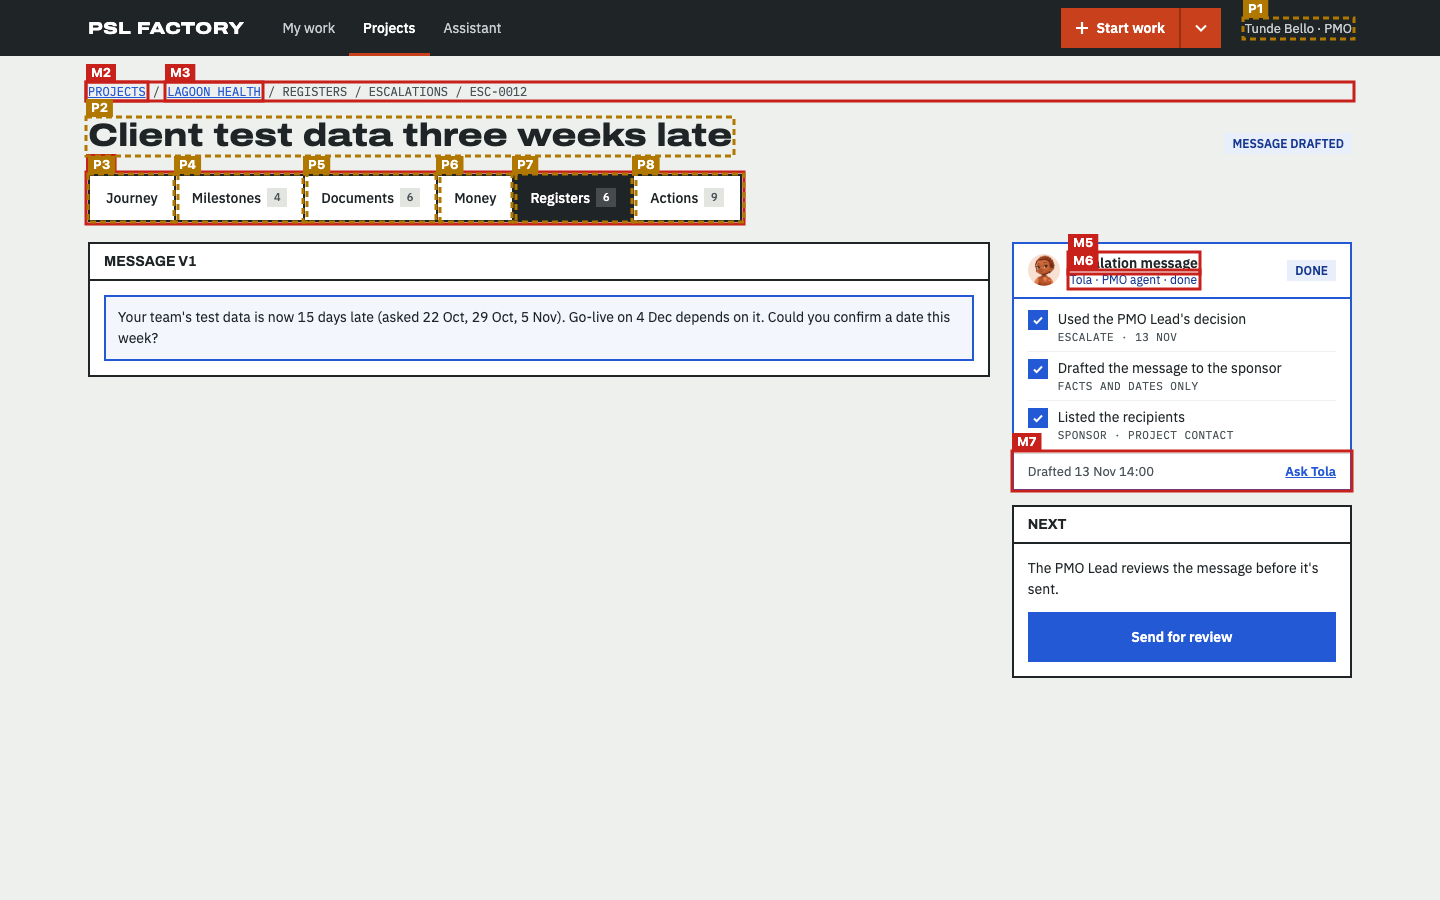 PSL FACTORY
My work
Projects
Assistant
Start work
P1
Tunde Bello · PMO
M2
M3
PROJECTS / LAGOON HEALTH / REGISTERS / ESCALATIONS / ESC-0012
P2
Client test data three weeks late
MESSAGE DRAFTED
P3
P4
P5
P6
P7
P8
Journey
Milestones 4
Documents 6
Money
Registers 6
Actions 9
MESSAGE V1
Your team's test data is now 15 days late (asked 22 Oct, 29 Oct, 5 Nov). Go-live on 4 Dec depends on it. Could you confirm a date this
week?
M5
M6
lation message
Tola · PMO agent · done
DONE
Used the PMO Lead's decision
ESCALATE · 13 NOV
Drafted the message to the sponsor
FACTS AND DATES ONLY
Listed the recipients
SPONSOR · PROJECT CONTACT
M7
Drafted 13 Nov 14:00
Ask Tola
NEXT
The PMO Lead reviews the message before it's
sent.
Send for review